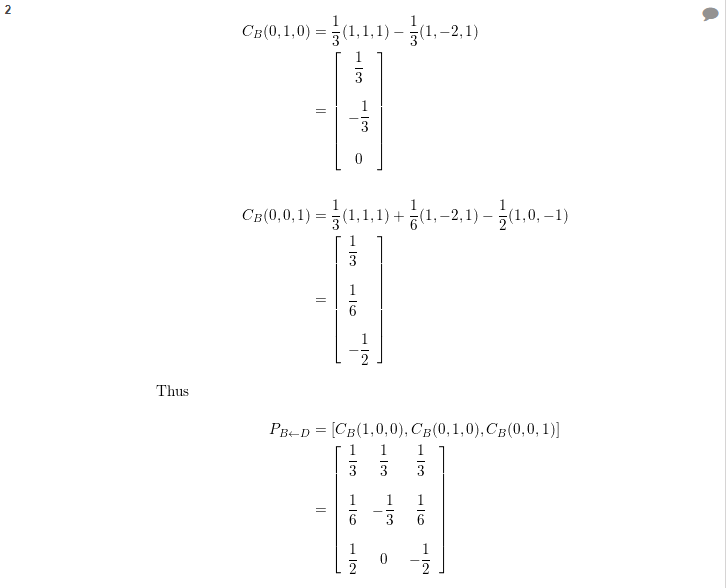 2
C_B(0, 1, 0) = \frac{1}{3}(1, 1, 1) − \frac{1}{3}(1, −2, 1)
= \begin{bmatrix} \frac{1}{3} \\ -\frac{1}{3} \\ 0 \end{bmatrix}
C_B(0, 0, 1) = \frac{1}{3}(1, 1, 1) + \frac{1}{6}(1, −2, 1) − \frac{1}{2}(1, 0, −1)
= \begin{bmatrix} \frac{1}{3} \\ \frac{1}{6} \\ -\frac{1}{2} \end{bmatrix}
Thus
P_{B←D} = [C_B(1, 0, 0), C_B(0, 1, 0), C_B(0, 0, 1)]
= \begin{bmatrix} \frac{1}{3} & \frac{1}{3} & \frac{1}{3} \\ \frac{1}{6} & -\frac{1}{3} & \frac{1}{6} \\ \frac{1}{2} & 0 & -\frac{1}{2} \end{bmatrix}